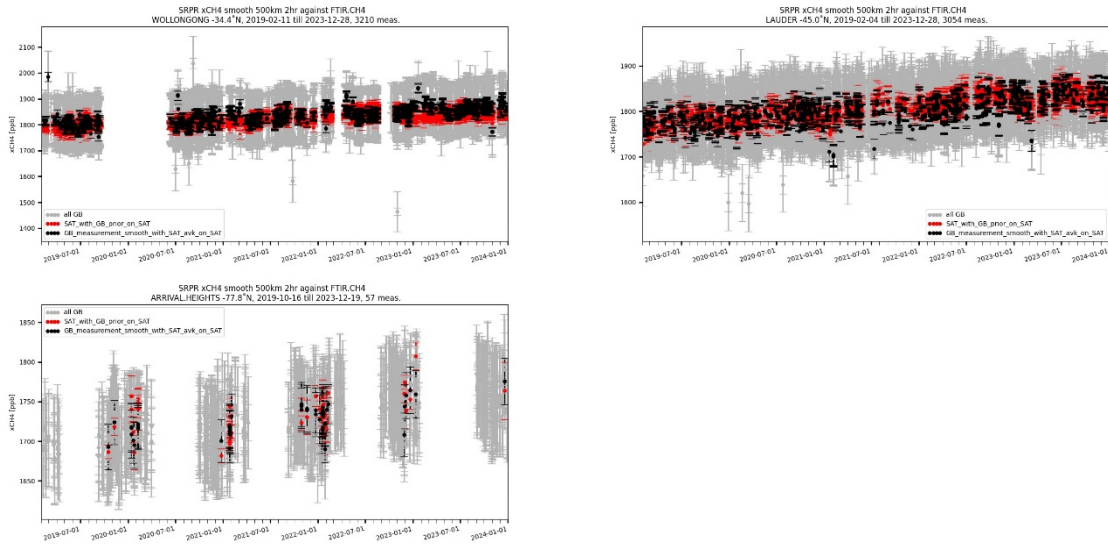 SRPR xCH4 smooth 500km 2hr against FTIR.CH4
WOLLONGONG -34.4°N, 2019-02-11 till 2023-12-28, 3210 meas.
2100
2000
1900
1800
1700
1600
1500
1400
xCH4 [ppb]
all GB
SAT_with_GB_prior_on_SAT
GB_measurement_smooth_with_SAT_avk_on_SAT
2019-07-01
2020-01-01
2020-07-01
2021-01-01
2021-07-01
2022-01-01
2022-07-01
2023-01-01
2023-07-01
2024-01-01
SRPR xCH4 smooth 500km 2hr against FTIR.CH4
LAUDER -45.0°N, 2019-02-04 till 2023-12-28, 3054 meas.
1900
1800
1700
1600
xCH4 [ppb]
all GB
SAT_with_GB_prior_on_SAT
GB_measurement_smooth_with_SAT_avk_on_SAT
2019-07-01
2020-01-01
2020-07-01
2021-01-01
2021-07-01
2022-01-01
2022-07-01
2023-01-01
2023-07-01
2024-01-01
SRPR xCH4 smooth 500km 2hr against FTIR.CH4
ARRIVAL.HEIGHTS -77.8°N, 2019-10-16 till 2023-12-19, 57 meas.
1850
1800
1750
1700
1650
xCH4 [ppb]
all GB
SAT_with_GB_prior_on_SAT
GB_measurement_smooth_with_SAT_avk_on_SAT
2019-07-01
2020-01-01
2020-07-01
2021-01-01
2021-07-01
2022-01-01
2022-07-01
2023-01-01
2023-07-01
2024-01-01